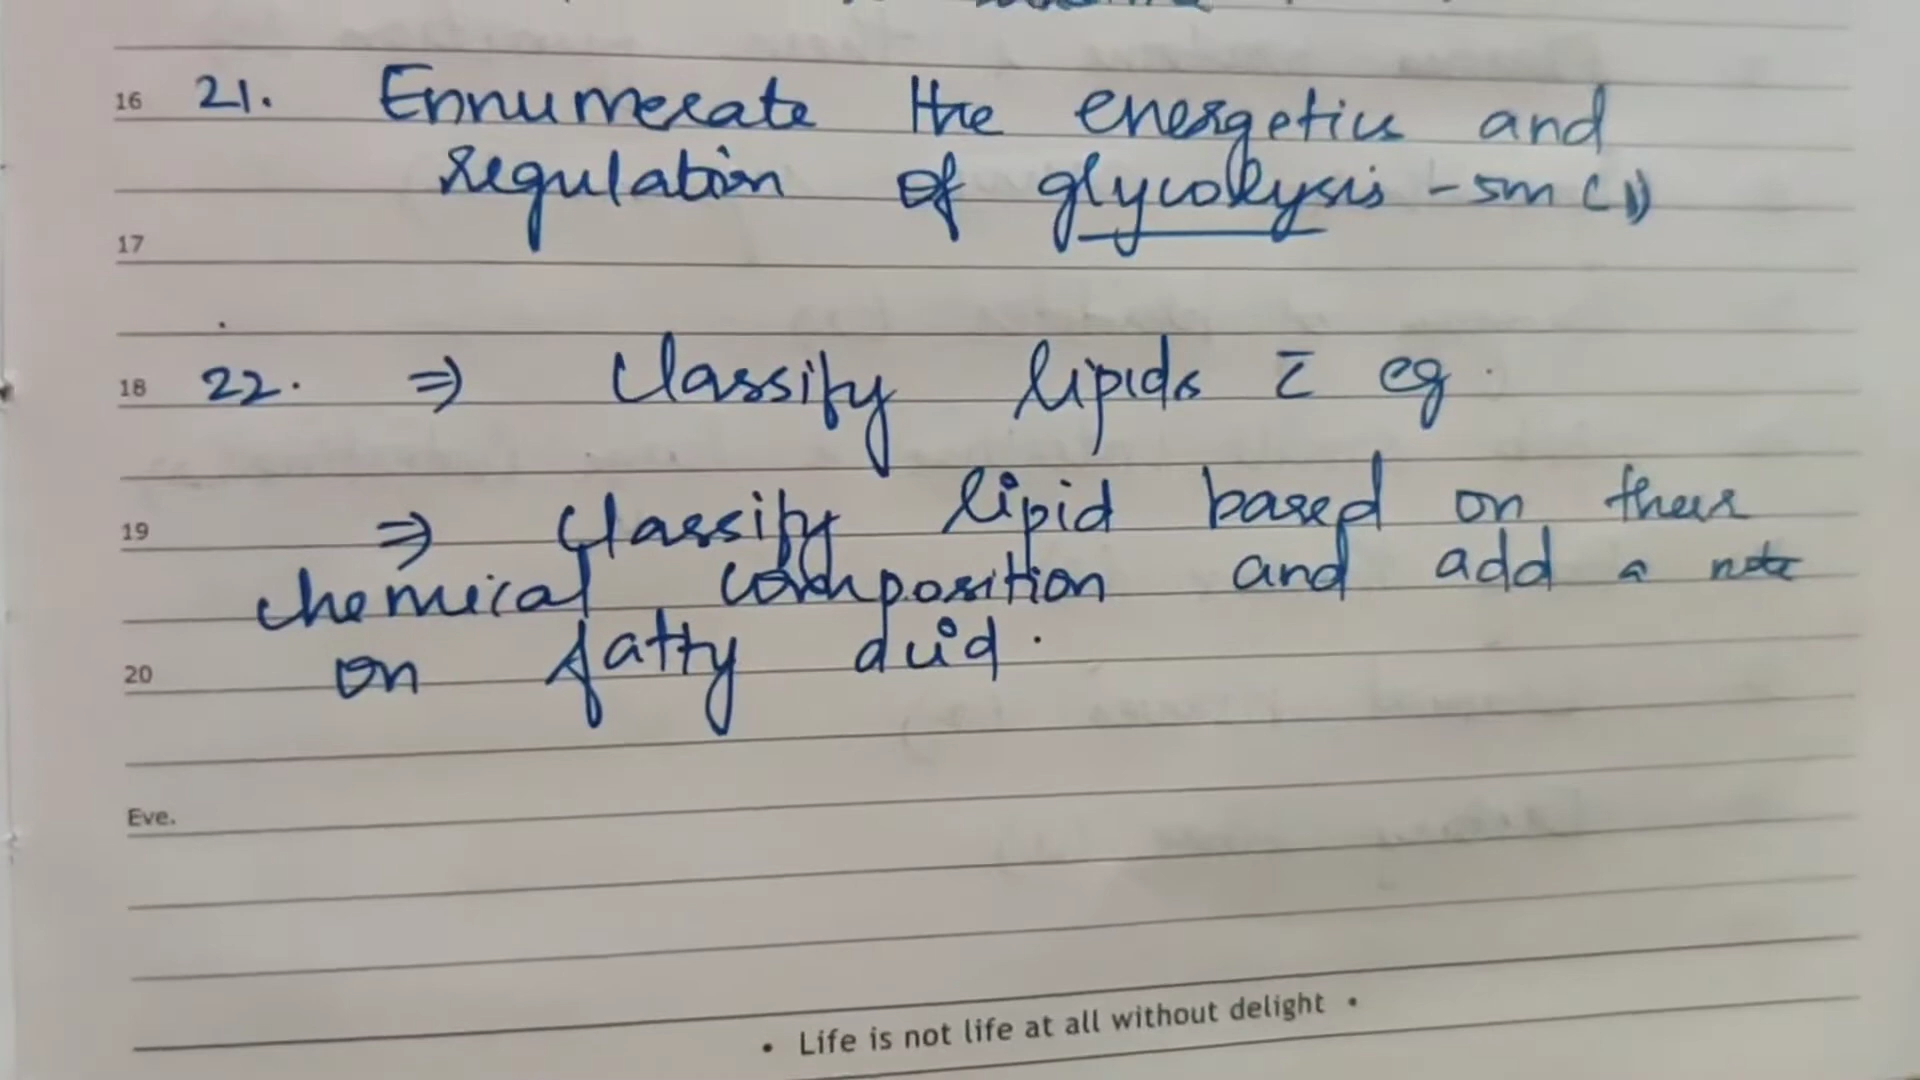 16 21. Ennumerate the energetics and
regulation of glycolysis - 5m (1)
17
18 22. ⇒ Classify lipids c̄ eg.
19 ⇒ Classify lipid based on their
chemical composition and add a note
20 on fatty acid.
Eve.
• Life is not life at all without delight •